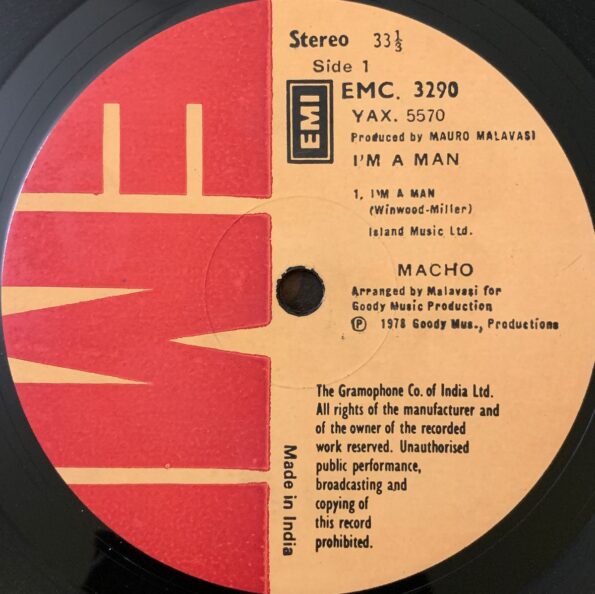 Stereo 33⅓
Side 1
EMI
EMC. 3290
YAX. 5570
Produced by MAURO MALAVASI
I'M A MAN
1. I'M A MAN
(Winwood-Miller)
Island Music Ltd.
MACHO
Arranged by Malavasi for
Goody Music Production
Ⓟ 1978 Goody Mus., Productions
The Gramophone Co. of India Ltd.
All rights of the manufacturer and
of the owner of the recorded
work reserved. Unauthorised
public performance,
broadcasting and
copying of
this record
prohibited.
Made in India
EMI